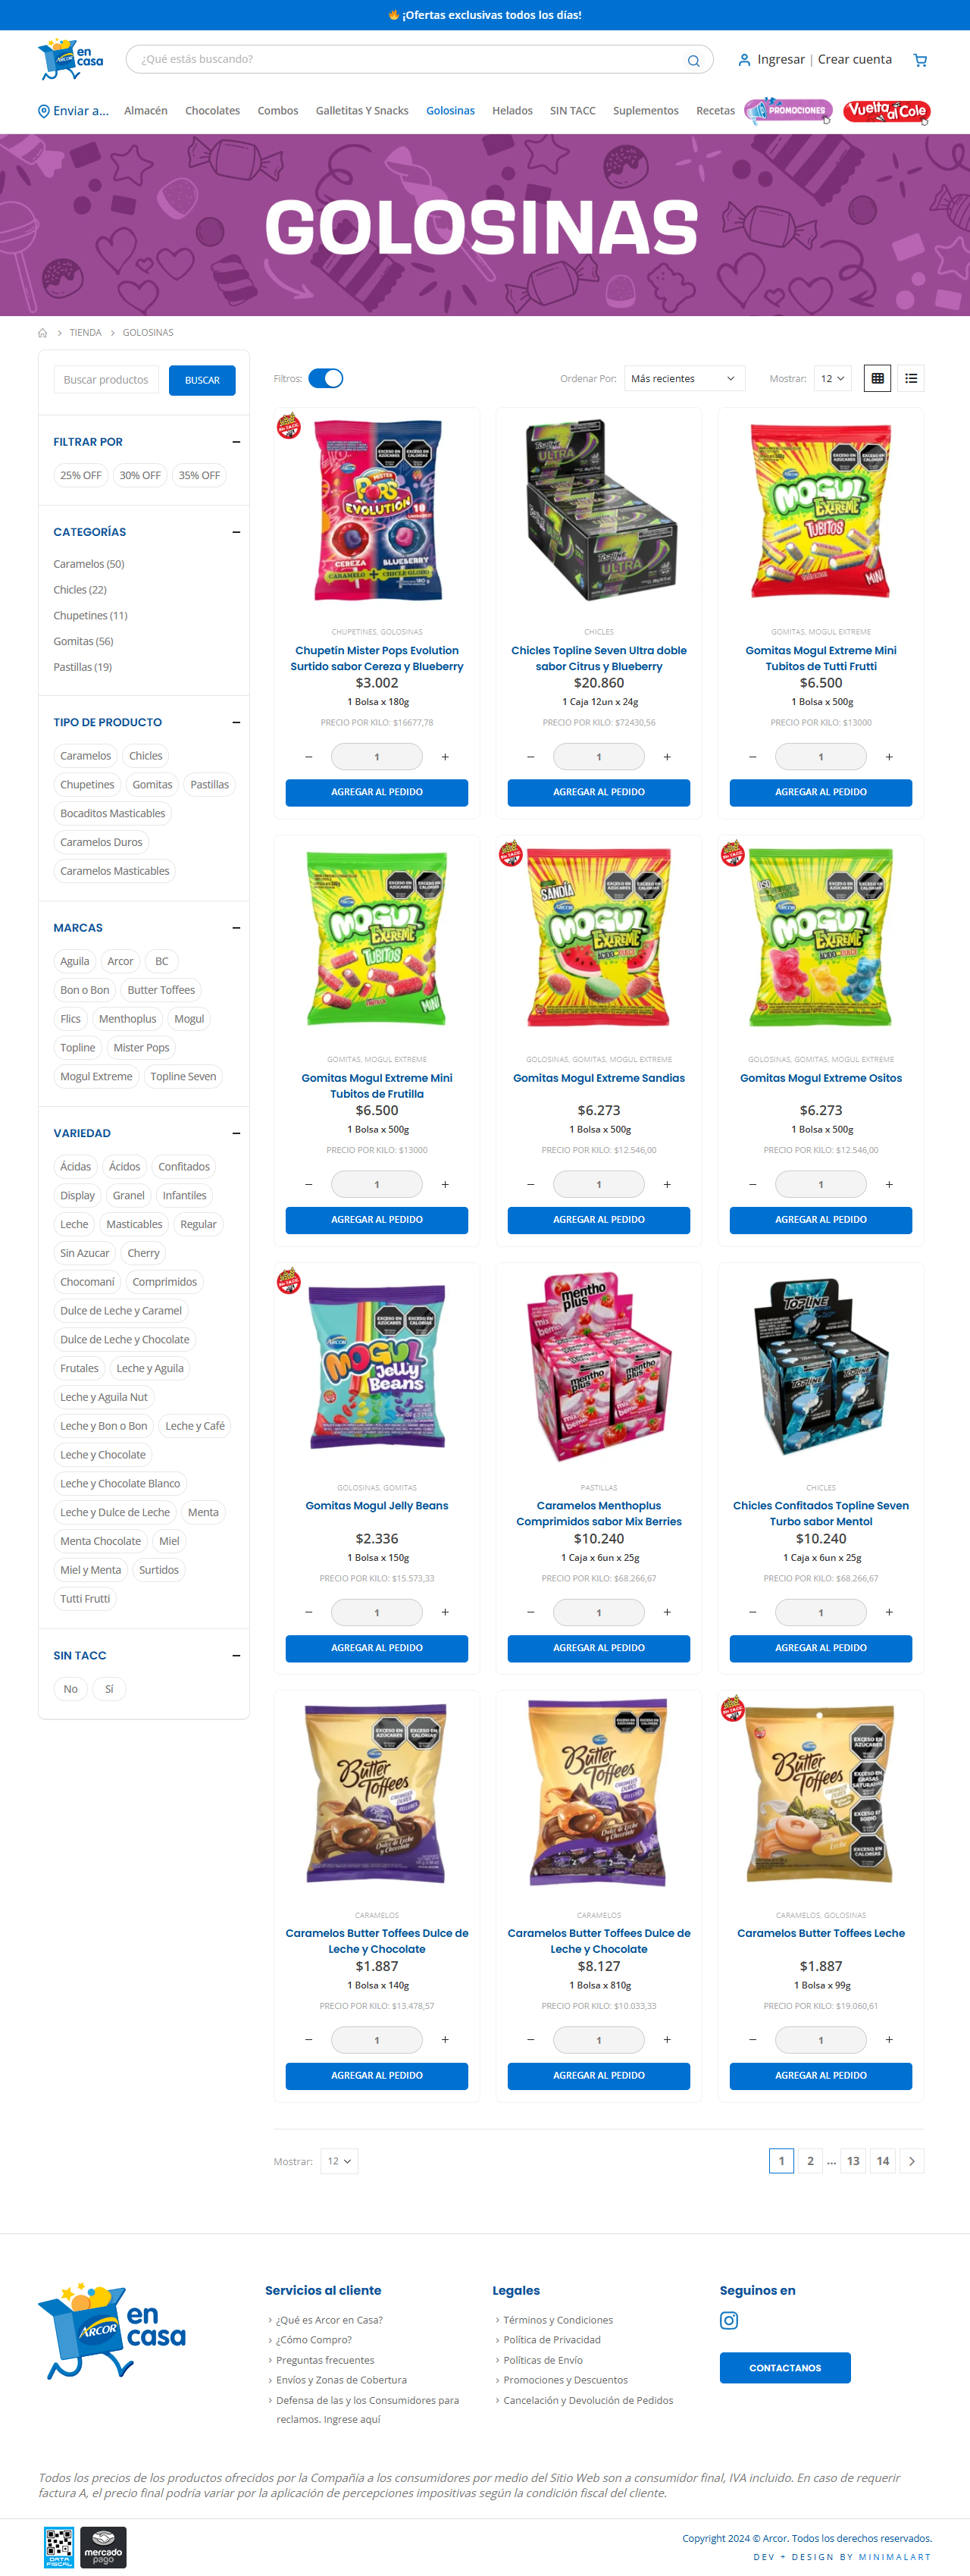 🔥 ¡Ofertas exclusivas todos los días!
ARCOR en casa
¿Qué estás buscando?
Ingresar | Crear cuenta
Enviar a...
Almacén
Chocolates
Combos
Galletitas Y Snacks
Golosinas
Helados
SIN TACC
Suplementos
Recetas
PROMOCIONES
Vuelta al Cole
GOLOSINAS
TIENDA > GOLOSINAS
Buscar productos
BUSCAR
FILTRAR POR
25% OFF
30% OFF
35% OFF
CATEGORÍAS
Caramelos (50)
Chicles (22)
Chupetines (11)
Gomitas (56)
Pastillas (19)
TIPO DE PRODUCTO
Caramelos
Chicles
Chupetines
Gomitas
Pastillas
Bocaditos Masticables
Caramelos Duros
Caramelos Masticables
MARCAS
Aguila
Arcor
BC
Bon o Bon
Butter Toffees
Flics
Menthoplus
Mogul
Topline
Mister Pops
Mogul Extreme
Topline Seven
VARIEDAD
Ácidas
Ácidos
Confitados
Display
Granel
Infantiles
Leche
Masticables
Regular
Sin Azucar
Cherry
Chocomaní
Comprimidos
Dulce de Leche y Caramel
Dulce de Leche y Chocolate
Frutales
Leche y Aguila
Leche y Aguila Nut
Leche y Bon o Bon
Leche y Café
Leche y Chocolate
Leche y Chocolate Blanco
Leche y Dulce de Leche
Menta
Menta Chocolate
Miel
Miel y Menta
Surtidos
Tutti Frutti
SIN TACC
No
Sí
Filtros:
Ordenar Por: Más recientes
Mostrar: 12
CHUPETINES, GOLOSINAS
Chupetín Mister Pops Evolution
Surtido sabor Cereza y Blueberry
$3.002
1 Bolsa x 180g
PRECIO POR KILO: $16677,78
− 1 +
AGREGAR AL PEDIDO
CHICLES
Chicles Topline Seven Ultra doble
sabor Citrus y Blueberry
$20.860
1 Caja 12un x 24g
PRECIO POR KILO: $72430,56
− 1 +
AGREGAR AL PEDIDO
GOMITAS, MOGUL EXTREME
Gomitas Mogul Extreme Mini
Tubitos de Tutti Frutti
$6.500
1 Bolsa x 500g
PRECIO POR KILO: $13000
− 1 +
AGREGAR AL PEDIDO
GOMITAS, MOGUL EXTREME
Gomitas Mogul Extreme Mini
Tubitos de Frutilla
$6.500
1 Bolsa x 500g
PRECIO POR KILO: $13000
− 1 +
AGREGAR AL PEDIDO
GOLOSINAS, GOMITAS, MOGUL EXTREME
Gomitas Mogul Extreme Sandias
$6.273
1 Bolsa x 500g
PRECIO POR KILO: $12.546,00
− 1 +
AGREGAR AL PEDIDO
GOLOSINAS, GOMITAS, MOGUL EXTREME
Gomitas Mogul Extreme Ositos
$6.273
1 Bolsa x 500g
PRECIO POR KILO: $12.546,00
− 1 +
AGREGAR AL PEDIDO
GOLOSINAS, GOMITAS
Gomitas Mogul Jelly Beans
$2.336
1 Bolsa x 150g
PRECIO POR KILO: $15.573,33
− 1 +
AGREGAR AL PEDIDO
PASTILLAS
Caramelos Menthoplus
Comprimidos sabor Mix Berries
$10.240
1 Caja x 6un x 25g
PRECIO POR KILO: $68.266,67
− 1 +
AGREGAR AL PEDIDO
CHICLES
Chicles Confitados Topline Seven
Turbo sabor Mentol
$10.240
1 Caja x 6un x 25g
PRECIO POR KILO: $68.266,67
− 1 +
AGREGAR AL PEDIDO
CARAMELOS
Caramelos Butter Toffees Dulce de
Leche y Chocolate
$1.887
1 Bolsa x 140g
PRECIO POR KILO: $13.478,57
− 1 +
AGREGAR AL PEDIDO
CARAMELOS
Caramelos Butter Toffees Dulce de
Leche y Chocolate
$8.127
1 Bolsa x 810g
PRECIO POR KILO: $10.033,33
− 1 +
AGREGAR AL PEDIDO
CARAMELOS, GOLOSINAS
Caramelos Butter Toffees Leche
$1.887
1 Bolsa x 99g
PRECIO POR KILO: $19.060,61
− 1 +
AGREGAR AL PEDIDO
Mostrar: 12
1 2 … 13 14
ARCOR en casa
Servicios al cliente
¿Qué es Arcor en Casa?
¿Cómo Compro?
Preguntas frecuentes
Envíos y Zonas de Cobertura
Defensa de las y los Consumidores para
reclamos. Ingrese aquí
Legales
Términos y Condiciones
Política de Privacidad
Políticas de Envío
Promociones y Descuentos
Cancelación y Devolución de Pedidos
Seguinos en
CONTACTANOS
Todos los precios de los productos ofrecidos por la Compañía a los consumidores por medio del Sitio Web son a consumidor final, IVA incluido. En caso de requerir
factura A, el precio final podría variar por la aplicación de percepciones impositivas según la condición fiscal del cliente.
DATA FISCAL
mercado pago
Copyright 2024 © Arcor. Todos los derechos reservados.
DEV + DESIGN BY MINIMALART